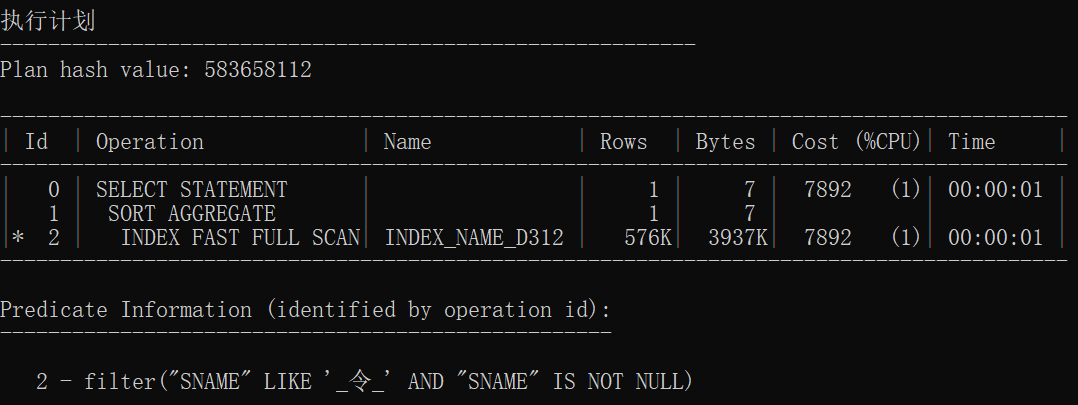 执行计划
----------------------------------------------------------
Plan hash value: 583658112
-----------------------------------------------------------------------------------------
| Id  | Operation             | Name            | Rows  | Bytes | Cost (%CPU)| Time     |
-----------------------------------------------------------------------------------------
|   0 | SELECT STATEMENT      |                 |     1 |     7 |  7892   (1)| 00:00:01 |
|   1 |  SORT AGGREGATE       |                 |     1 |     7 |            |          |
|*  2 |   INDEX FAST FULL SCAN| INDEX_NAME_D312 |   576K|  3937K|  7892   (1)| 00:00:01 |
-----------------------------------------------------------------------------------------
Predicate Information (identified by operation id):
---------------------------------------------------
   2 - filter("SNAME" LIKE '_令_' AND "SNAME" IS NOT NULL)